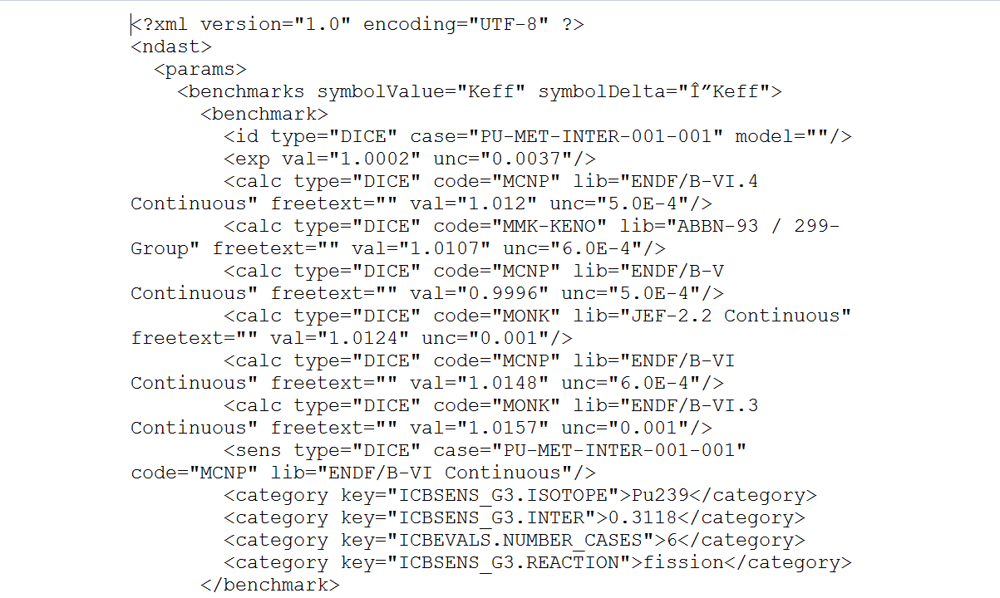 <?xml version="1.0" encoding="UTF-8" ?>
<ndast>
<params>
<benchmarks symbolValue="Keff" symbolDelta="Î”Keff">
<benchmark>
<id type="DICE" case="PU-MET-INTER-001-001" model=""/>
<exp val="1.0002" unc="0.0037"/>
<calc type="DICE" code="MCNP" lib="ENDF/B-VI.4
Continuous" freetext="" val="1.012" unc="5.0E-4"/>
<calc type="DICE" code="MMK-KENO" lib="ABBN-93 / 299-
Group" freetext="" val="1.0107" unc="6.0E-4"/>
<calc type="DICE" code="MCNP" lib="ENDF/B-V
Continuous" freetext="" val="0.9996" unc="5.0E-4"/>
<calc type="DICE" code="MONK" lib="JEF-2.2 Continuous"
freetext="" val="1.0124" unc="0.001"/>
<calc type="DICE" code="MCNP" lib="ENDF/B-VI
Continuous" freetext="" val="1.0148" unc="6.0E-4"/>
<calc type="DICE" code="MONK" lib="ENDF/B-VI.3
Continuous" freetext="" val="1.0157" unc="0.001"/>
<sens type="DICE" case="PU-MET-INTER-001-001"
code="MCNP" lib="ENDF/B-VI Continuous"/>
<category key="ICBSENS_G3.ISOTOPE">Pu239</category>
<category key="ICBSENS_G3.INTER">0.3118</category>
<category key="ICBEVALS.NUMBER_CASES">6</category>
<category key="ICBSENS_G3.REACTION">fission</category>
</benchmark>